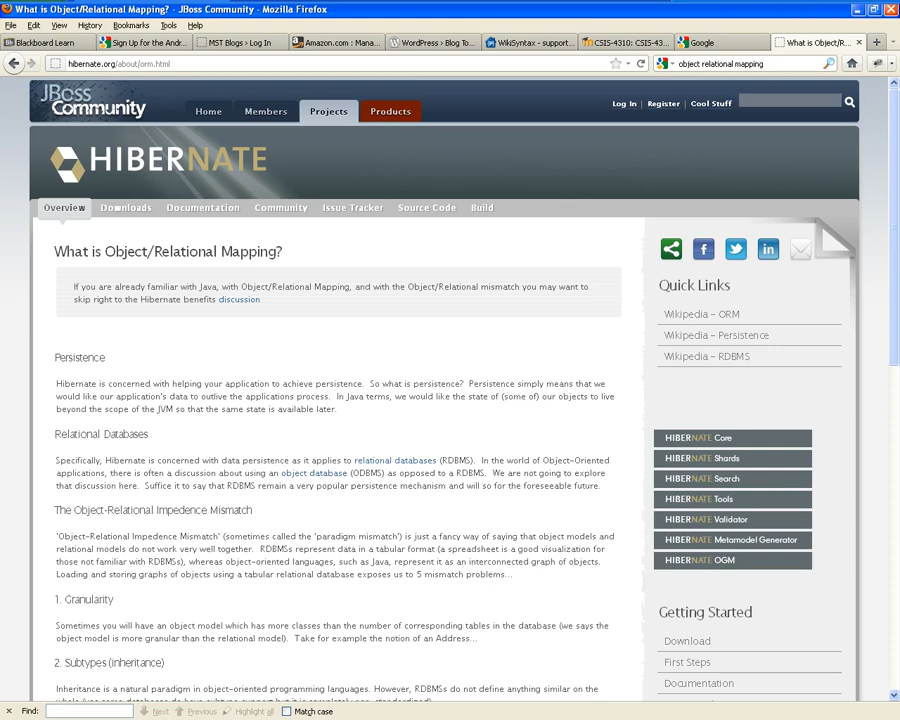 What is Object/Relational Mapping? - JBoss Community - Mozilla Firefox
File Edit View History Bookmarks Tools Help
Blackboard Learn
Sign Up for the Andr...
MST Blogs › Log In
Amazon.com : Mana...
WordPress › Blog To...
WikiSyntax - support...
CSIS-4310: CSIS-43...
Google
What is Object/R...
hibernate.org/about/orm.html
object relational mapping
JBoss Community
Home Members Projects Products
Log In | Register | Cool Stuff
HIBERNATE
Overview Downloads Documentation Community Issue Tracker Source Code Build
What is Object/Relational Mapping?
If you are already familiar with Java, with Object/Relational Mapping, and with the Object/Relational mismatch you may want to
skip right to the Hibernate benefits discussion
Persistence
Hibernate is concerned with helping your application to achieve persistence. So what is persistence? Persistence simply means that we
would like our application's data to outlive the applications process. In Java terms, we would like the state of (some of) our objects to live
beyond the scope of the JVM so that the same state is available later.
Relational Databases
Specifically, Hibernate is concerned with data persistence as it applies to relational databases (RDBMS). In the world of Object-Oriented
applications, there is often a discussion about using an object database (ODBMS) as opposed to a RDBMS. We are not going to explore
that discussion here. Suffice it to say that RDBMS remain a very popular persistence mechanism and will so for the foreseeable future.
The Object-Relational Impedence Mismatch
'Object-Relational Impedence Mismatch' (sometimes called the 'paradigm mismatch') is just a fancy way of saying that object models and
relational models do not work very well together. RDBMSs represent data in a tabular format (a spreadsheet is a good visualization for
those not familiar with RDBMSs), whereas object-oriented languages, such as Java, represent it as an interconnected graph of objects.
Loading and storing graphs of objects using a tabular relational database exposes us to 5 mismatch problems...
1. Granularity
Sometimes you will have an object model which has more classes than the number of corresponding tables in the database (we says the
object model is more granular than the relational model). Take for example the notion of an Address...
2. Subtypes (inheritance)
Inheritance is a natural paradigm in object-oriented programming languages. However, RDBMSs do not define anything similar on the
Quick Links
Wikipedia - ORM
Wikipedia - Persistence
Wikipedia - RDBMS
HIBERNATE Core
HIBERNATE Shards
HIBERNATE Search
HIBERNATE Tools
HIBERNATE Validator
HIBERNATE Metamodel Generator
HIBERNATE OGM
Getting Started
Download
First Steps
Documentation
Find: Next Previous Highlight all Match case